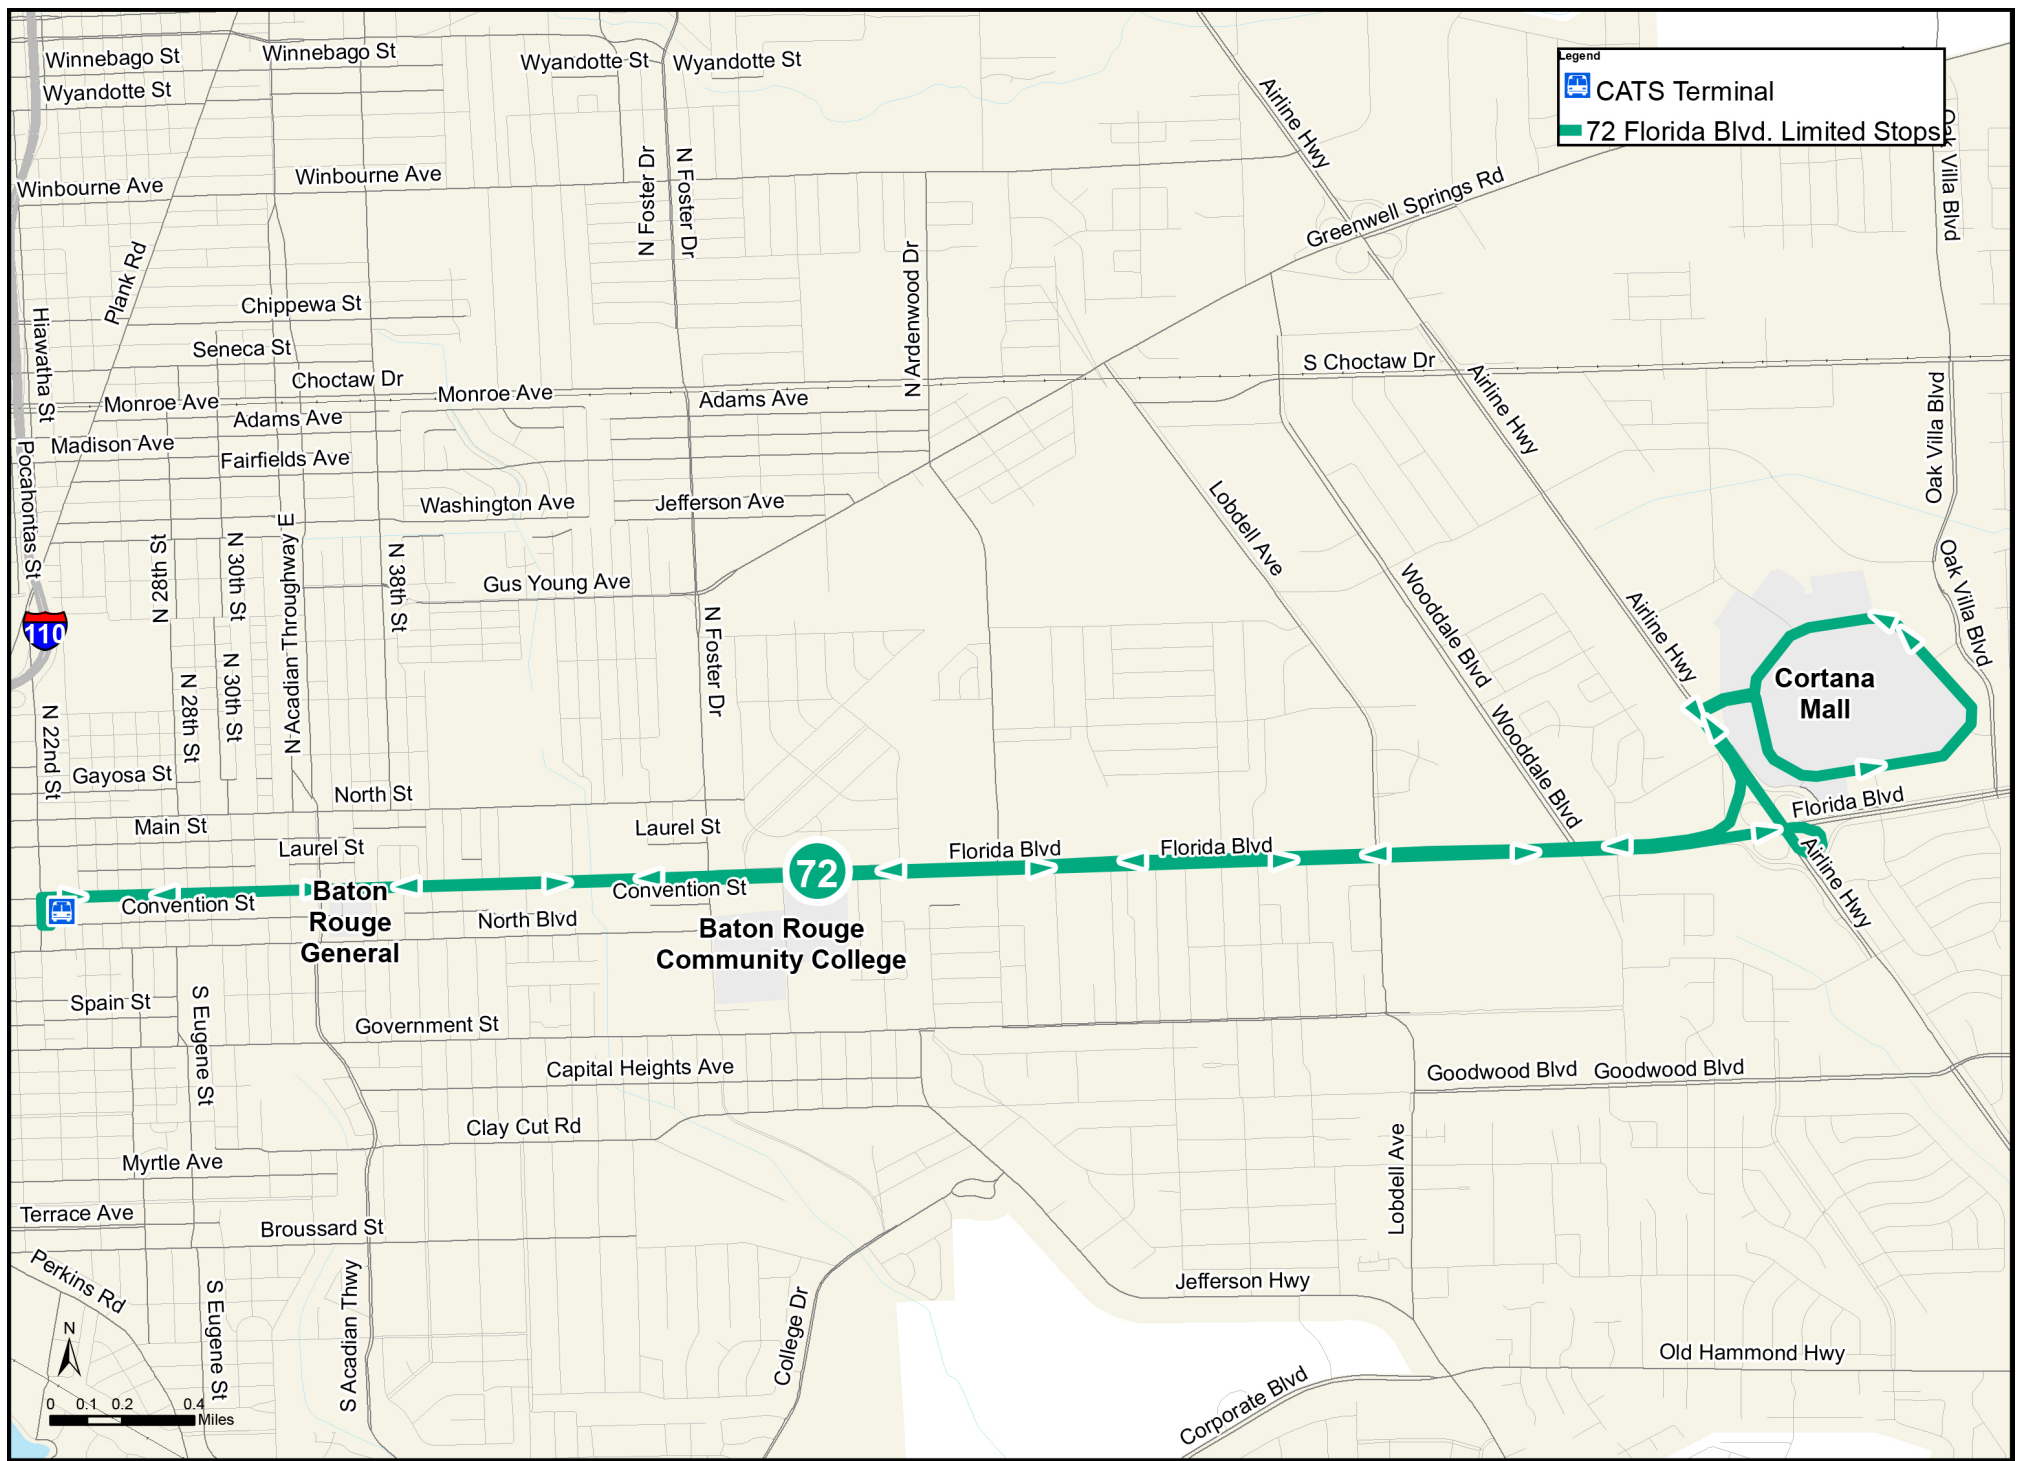 Winnebago St
Winnebago St
Wyandotte St
Wyandotte St
Wyandotte St
Legend
CATS Terminal
72 Florida Blvd. Limited Stops
Airline Hwy
Oak Villa Blvd
Winbourne Ave
Winbourne Ave
N Foster Dr
N Foster Dr
Greenwell Springs Rd
Plank Rd
N Ardenwood Dr
Chippewa St
Hiawatha St
Seneca St
Choctaw Dr
S Choctaw Dr
Monroe Ave
Monroe Ave
Adams Ave
Adams Ave
Airline Hwy
Oak Villa Blvd
Madison Ave
Fairfields Ave
Pocahontas St
Washington Ave
Jefferson Ave
Lobdell Ave
N 28th St
N 30th St
N Acadian Throughway E
N 38th St
Gus Young Ave
Wooddale Blvd
Airline Hwy
Oak Villa Blvd
110
N Foster Dr
N 28th St
N 30th St
Cortana
Mall
N 22nd St
Wooddale Blvd
Gayosa St
North St
Florida Blvd
Main St
Laurel St
Laurel St
Florida Blvd
Florida Blvd
72
Airline Hwy
Convention St
Convention St
Baton
Rouge
General
North Blvd
Baton Rouge
Community College
Spain St
S Eugene St
Government St
Capital Heights Ave
Goodwood Blvd
Goodwood Blvd
Clay Cut Rd
Lobdell Ave
Myrtle Ave
Terrace Ave
Broussard St
Perkins Rd
S Eugene St
S Acadian Thwy
College Dr
Jefferson Hwy
Old Hammond Hwy
Corporate Blvd
N
0 0.1 0.2 0.4
Miles